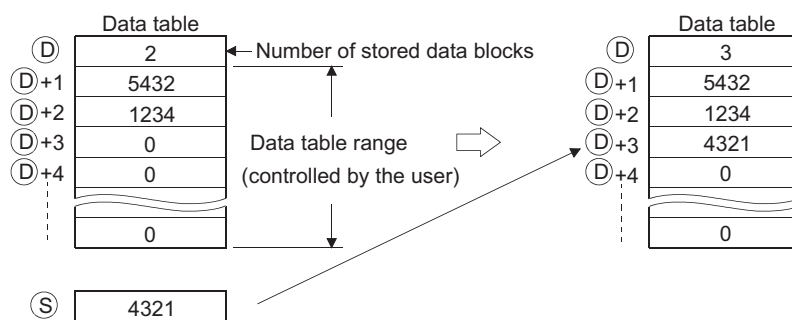 Data table
D 2
D+1 5432
D+2 1234
D+3 0
D+4 0
0
S 4321
Number of stored data blocks
Data table range
(controlled by the user)
Data table
D 3
D+1 5432
D+2 1234
D+3 4321
D+4 0
0